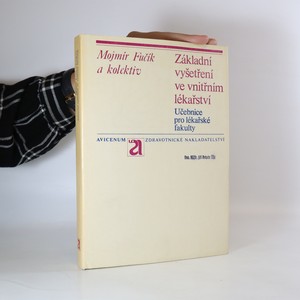 Mojmír Fučík
a kolektiv
Základní
vyšetření
ve vnitřním
lékařství
Učebnice
pro lékařské
fakulty
AVICENUM
ZDRAVOTNICKÉ NAKLADATELSTVÍ